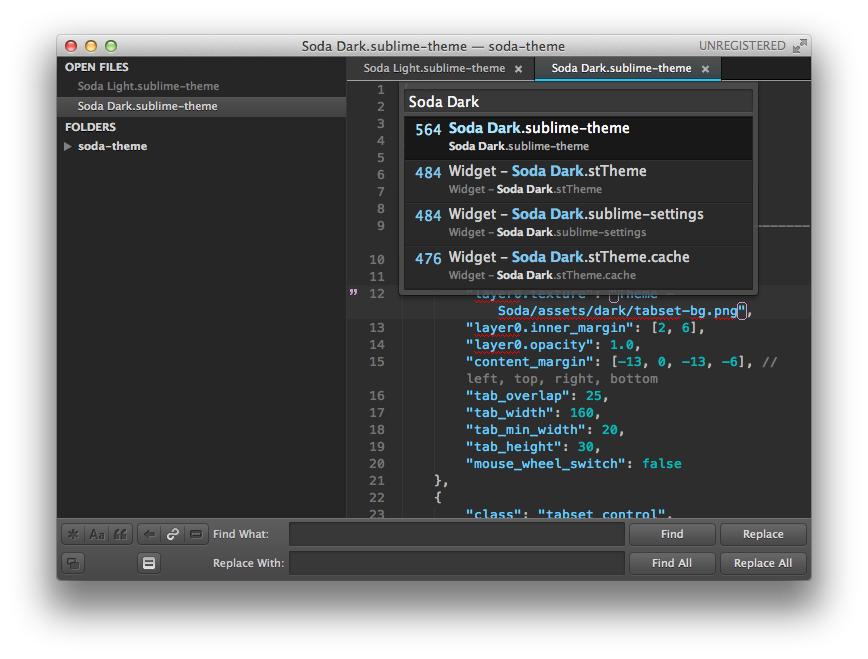 Soda Dark.sublime-theme — soda-theme
UNREGISTERED
OPEN FILES
Soda Light.sublime-theme
Soda Dark.sublime-theme
FOLDERS
soda-theme
Soda Light.sublime-theme ×
Soda Dark.sublime-theme ×
Soda Dark
564 Soda Dark.sublime-theme
Soda Dark.sublime-theme
484 Widget – Soda Dark.stTheme
Widget – Soda Dark.stTheme
484 Widget – Soda Dark.sublime-settings
Widget – Soda Dark.sublime-settings
476 Widget – Soda Dark.stTheme.cache
Widget – Soda Dark.stTheme.cache
1
2
3
4
5
6
7
8
9
10
11
12 "layer0.texture": "Theme -
Soda/assets/dark/tabset-bg.png",
13 "layer0.inner_margin": [2, 6],
14 "layer0.opacity": 1.0,
15 "content_margin": [-13, 0, -13, -6], //
left, top, right, bottom
16 "tab_overlap": 25,
17 "tab_width": 160,
18 "tab_min_width": 20,
19 "tab_height": 30,
20 "mouse_wheel_switch": false
21 },
22 {
23 "class": "tabset_control",
Aa Find What: Find Replace
Replace With: Find All Replace All